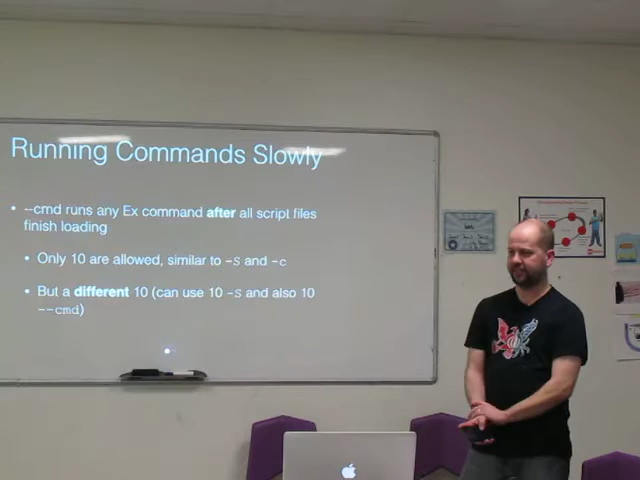 Running Commands Slowly
• --cmd runs any Ex command after all script files
finish loading
• Only 10 are allowed, similar to -S and -c
• But a different 10 (can use 10 -S and also 10
--cmd)